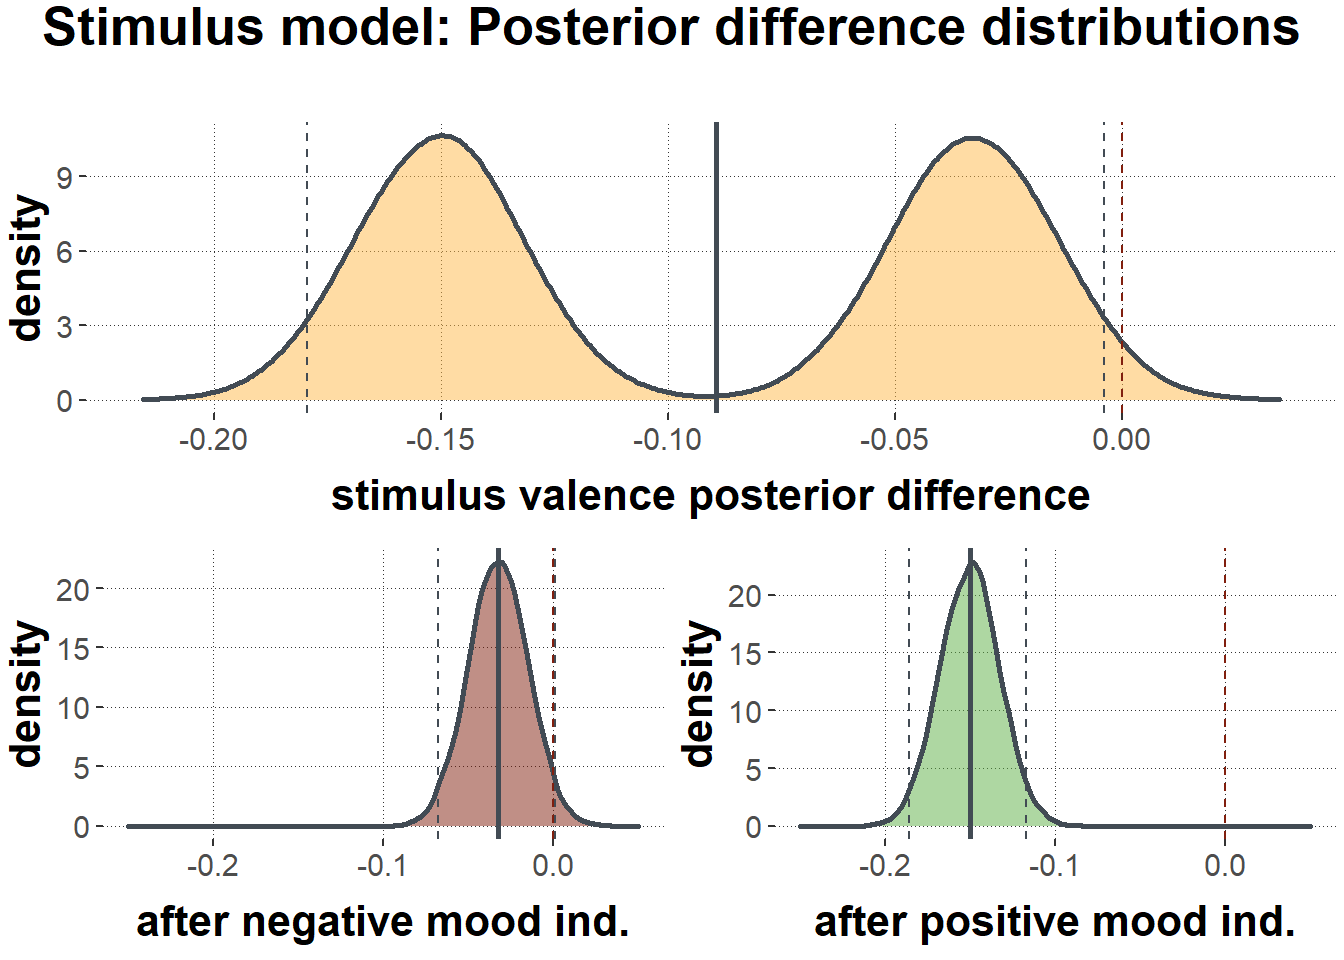 Stimulus model: Posterior difference distributions
density
9
6
3
0
-0.20 -0.15 -0.10 -0.05 0.00
stimulus valence posterior difference
density
20
15
10
5
0
-0.2 -0.1 0.0
after negative mood ind.
density
20
15
10
5
0
-0.2 -0.1 0.0
after positive mood ind.